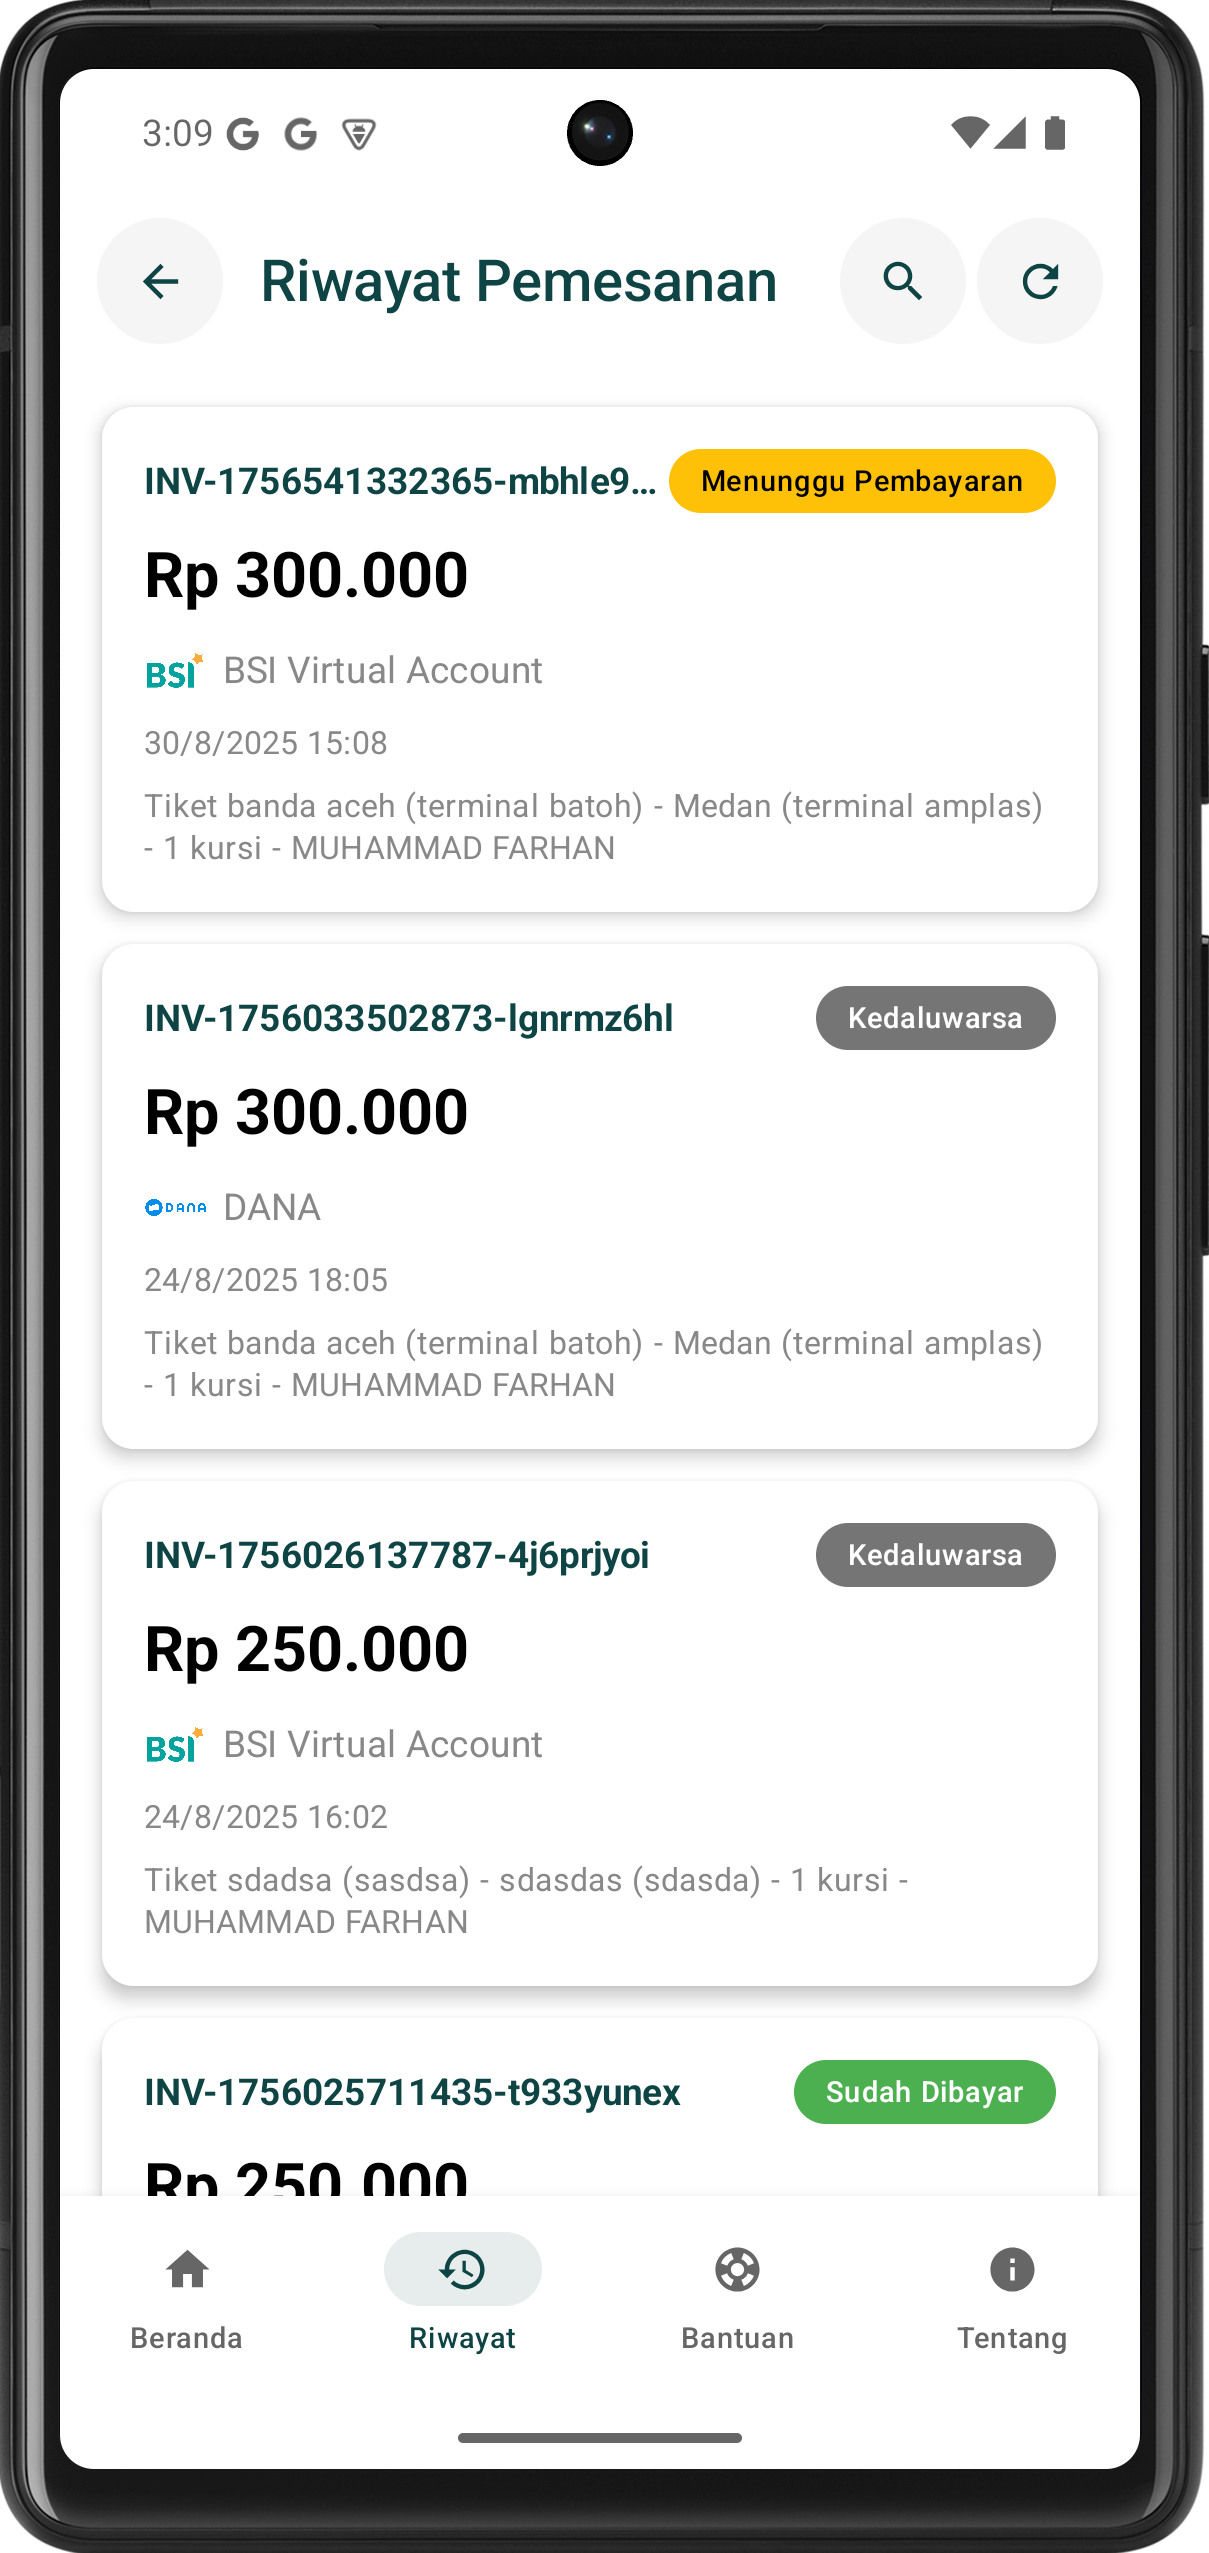 3:09
Riwayat Pemesanan
INV-1756541332365-mbhle9...
Menunggu Pembayaran
Rp 300.000
BSI BSI Virtual Account
30/8/2025 15:08
Tiket banda aceh (terminal batoh) - Medan (terminal amplas)
- 1 kursi - MUHAMMAD FARHAN
INV-1756033502873-lgnrmz6hl
Kedaluwarsa
Rp 300.000
DANA DANA
24/8/2025 18:05
Tiket banda aceh (terminal batoh) - Medan (terminal amplas)
- 1 kursi - MUHAMMAD FARHAN
INV-1756026137787-4j6prjyoi
Kedaluwarsa
Rp 250.000
BSI BSI Virtual Account
24/8/2025 16:02
Tiket sdadsa (sasdsa) - sdasdas (sdasda) - 1 kursi -
MUHAMMAD FARHAN
INV-1756025711435-t933yunex
Sudah Dibayar
Rp 250.000
Beranda
Riwayat
Bantuan
Tentang